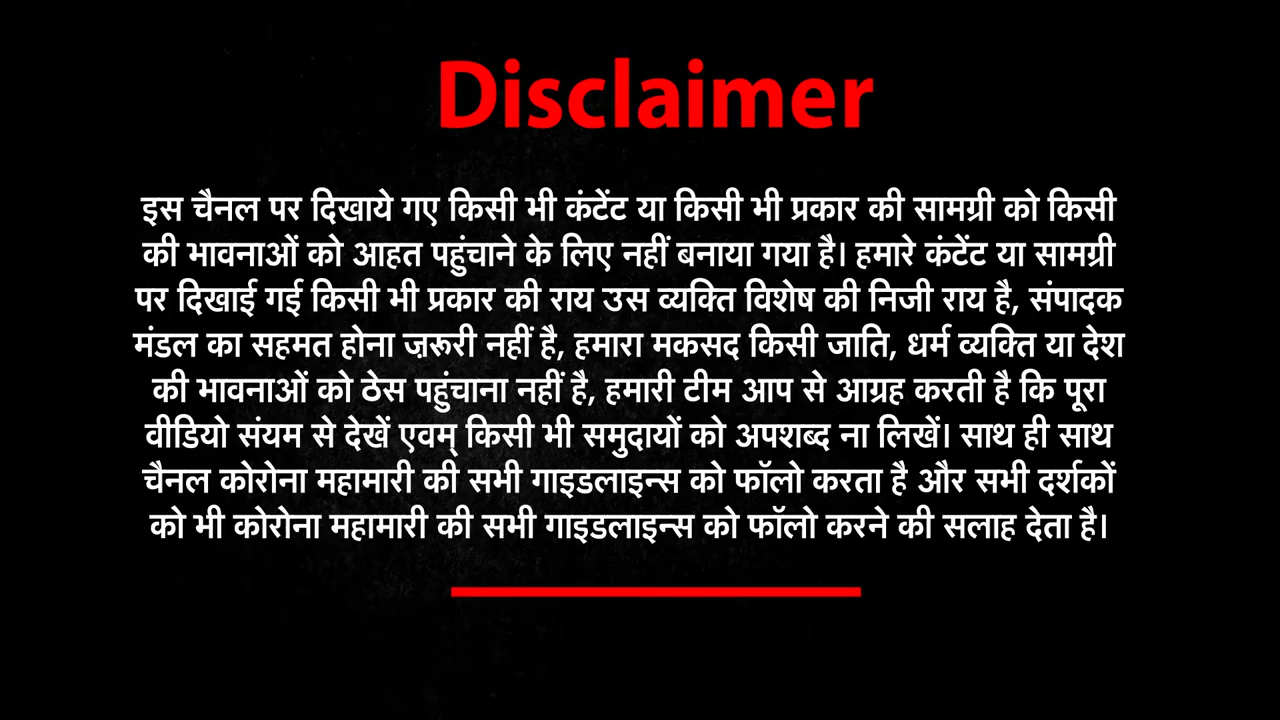 Disclaimer
इस चैनल पर दिखाये गए किसी भी कंटेंट या किसी भी प्रकार की सामग्री को किसी
की भावनाओं को आहत पहुंचाने के लिए नहीं बनाया गया है। हमारे कंटेंट या सामग्री
पर दिखाई गई किसी भी प्रकार की राय उस व्यक्ति विशेष की निजी राय है, संपादक
मंडल का सहमत होना ज़रूरी नहीं है, हमारा मकसद किसी जाति, धर्म व्यक्ति या देश
की भावनाओं को ठेस पहुंचाना नहीं है, हमारी टीम आप से आग्रह करती है कि पूरा
वीडियो संयम से देखें एवम् किसी भी समुदायों को अपशब्द ना लिखें। साथ ही साथ
चैनल कोरोना महामारी की सभी गाइडलाइन्स को फॉलो करता है और सभी दर्शकों
को भी कोरोना महामारी की सभी गाइडलाइन्स को फॉलो करने की सलाह देता है।